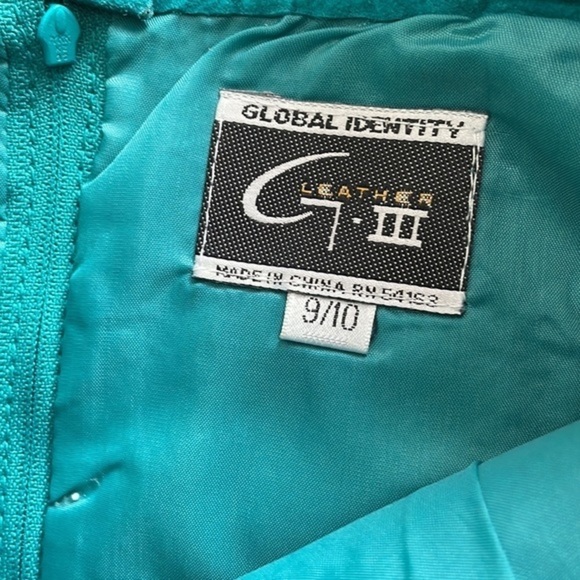 GLOBAL IDENTITY
LEATHER
G-III
MADE IN CHINA RN 54163
9/10